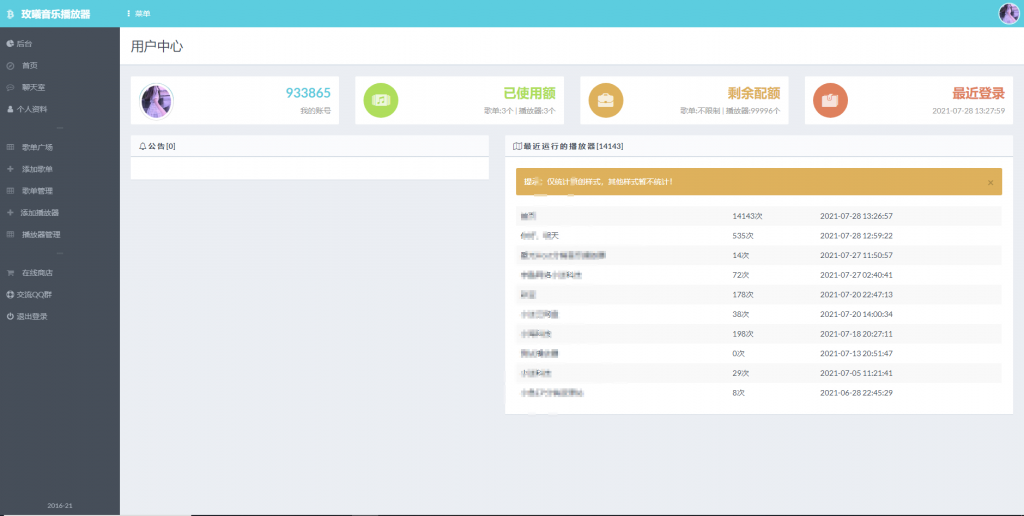 玫曦音乐播放器
菜单
后台
首页
聊天室
个人资料
歌单广场
添加歌单
歌单管理
添加播放器
播放器管理
在线商店
交流QQ群
退出登录
2016-21
用户中心
933865
我的账号
已使用额
歌单:3个 | 播放器:3个
剩余配额
歌单:不限制 | 播放器:99996个
最近登录
2021-07-28 13:27:59
公告[0]
最近运行的播放器[14143]
提示：仅统计原创样式，其他样式暂不统计！
×
14143次 2021-07-28 13:26:57
535次 2021-07-28 12:59:22
14次 2021-07-27 11:50:57
72次 2021-07-27 02:40:41
178次 2021-07-20 22:47:13
38次 2021-07-20 14:00:34
198次 2021-07-18 20:27:11
0次 2021-07-13 20:51:47
29次 2021-07-05 11:21:41
8次 2021-06-28 22:45:29